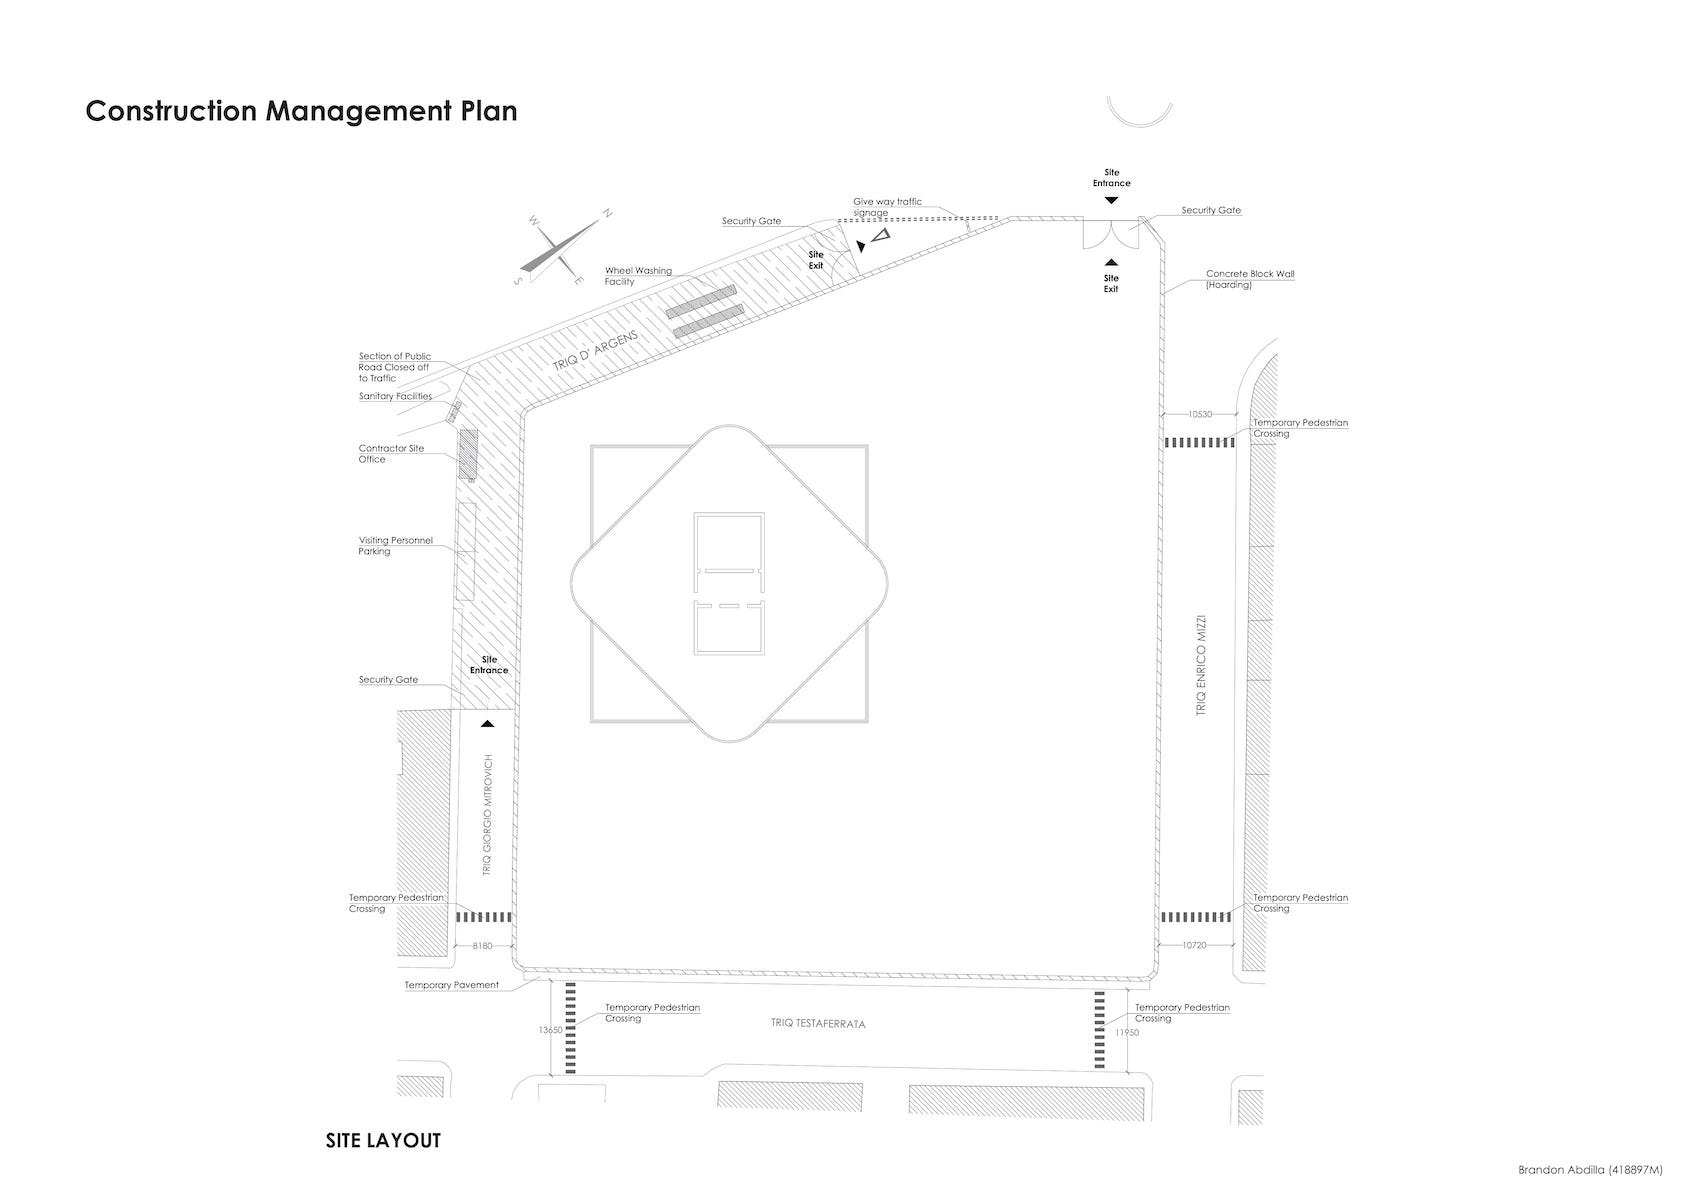 Construction Management Plan
Site
Entrance
Give way traffic
signage
Security Gate
Security Gate
N
W
S
E
Site
Exit
Wheel Washing
Facility
Site
Exit
Concrete Block Wall
(Hoarding)
TRIQ D' ARGENS
Section of Public
Road Closed off
to Traffic
Sanitary Facilities
10530
Temporary Pedestrian
Crossing
Contractor Site
Office
Visiting Personnel
Parking
TRIQ ENRICO MIZZI
Site
Entrance
Security Gate
TRIQ GIORGIO MITROVICH
Temporary Pedestrian
Crossing
Temporary Pedestrian
Crossing
8180
10720
Temporary Pavement
Temporary Pedestrian
Crossing
Temporary Pedestrian
Crossing
13650
TRIQ TESTAFERRATA
11950
SITE LAYOUT
Brandon Abdilla (418897M)